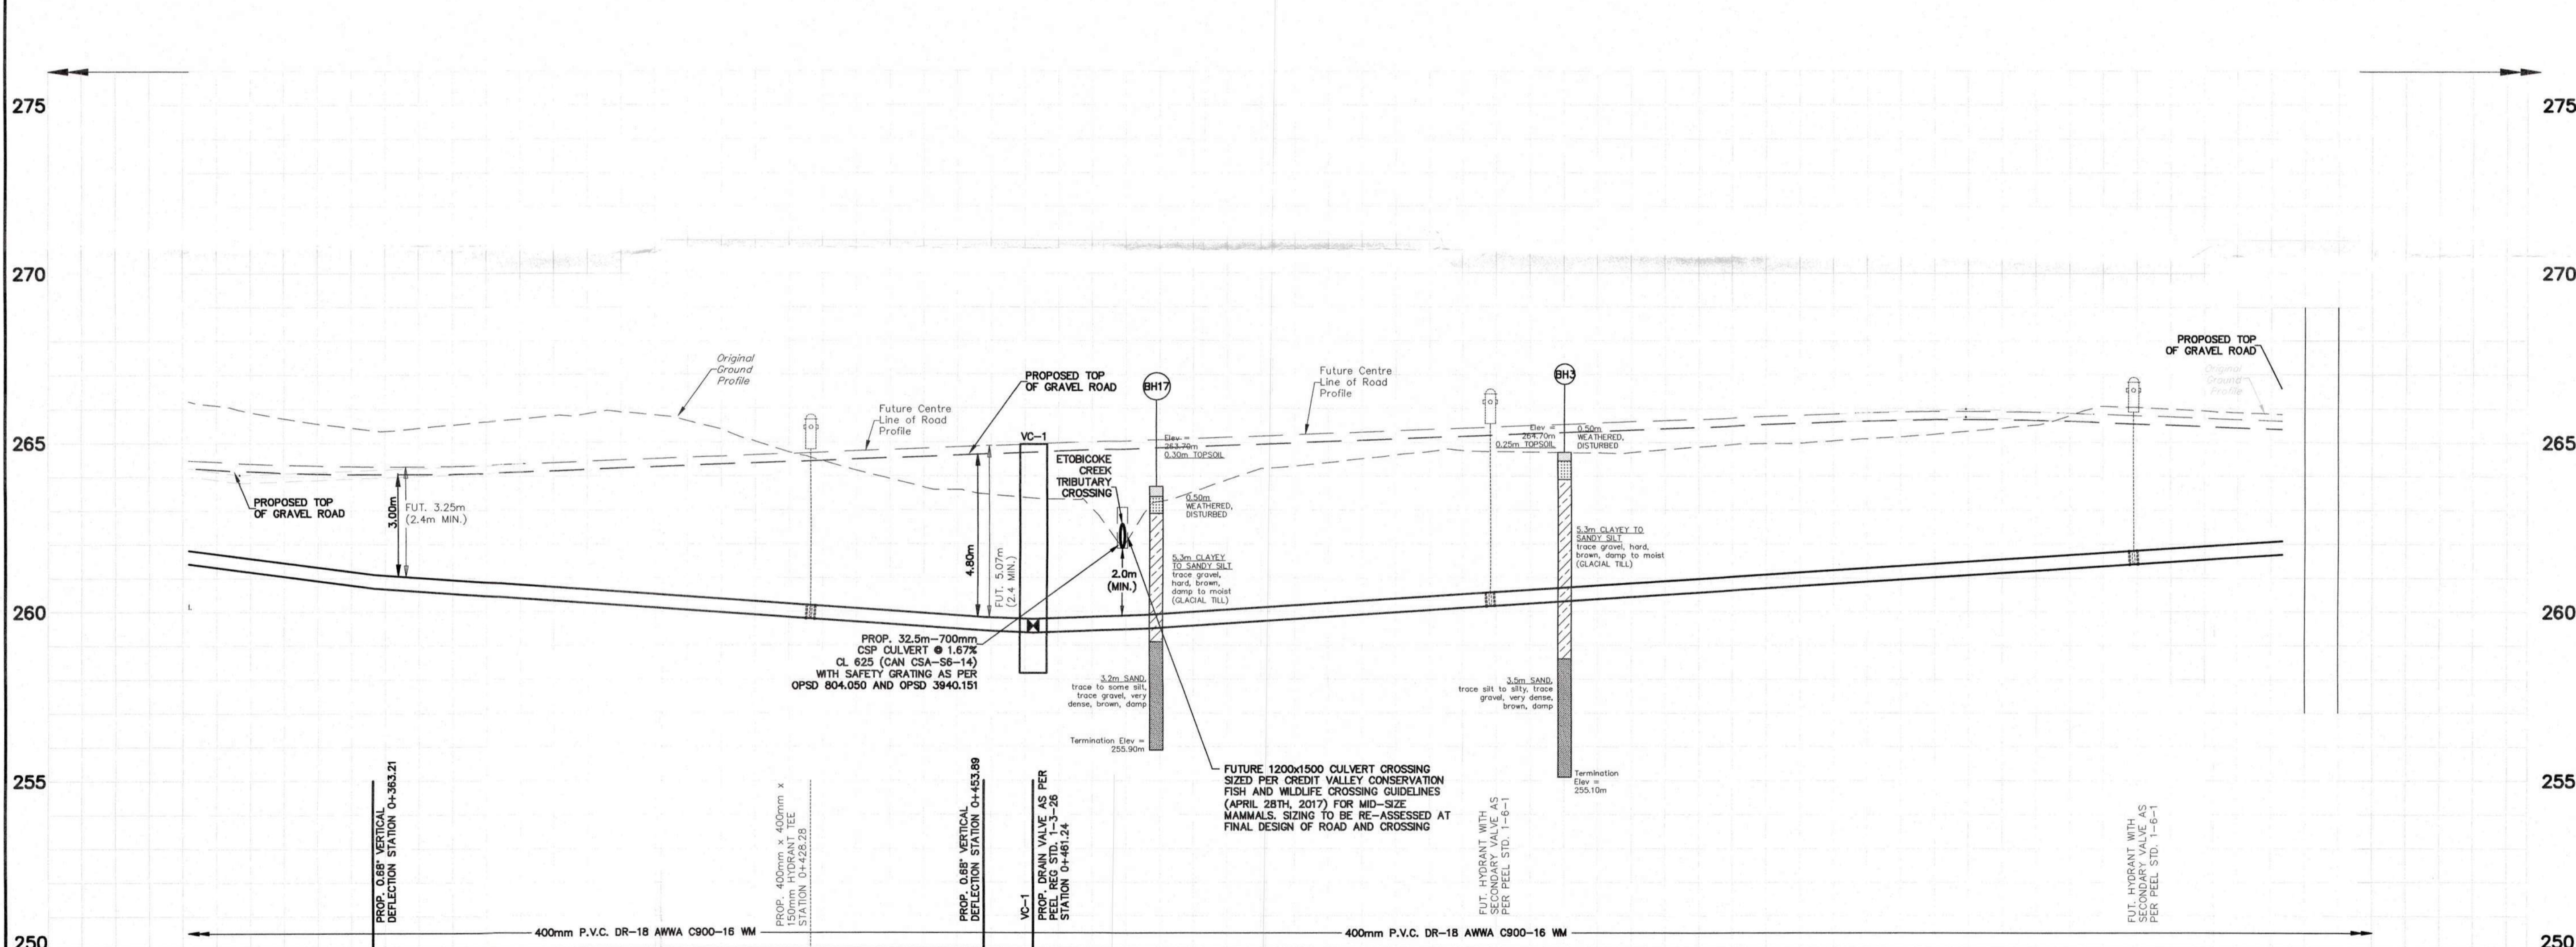 275
275
270
270
Original
Ground
Profile
Future Centre
Line of Road
Profile
PROPOSED TOP
OF GRAVEL ROAD
BH17
Future Centre
Line of Road
Profile
BH3
PROPOSED TOP
OF GRAVEL ROAD
Original
Ground
Profile
265
265
VC-1
Elev =
263.70m
0.30m TOPSOIL
Elev =
264.70m
0.25m TOPSOIL
0.50m
WEATHERED,
DISTURBED
ETOBICOKE
CREEK
TRIBUTARY
CROSSING
PROPOSED TOP
OF GRAVEL ROAD
3.00m
FUT. 3.25m
(2.4m MIN.)
4.80m
FUT. 5.07m
(2.4 MIN.)
0.50m
WEATHERED,
DISTURBED
2.0m
(MIN.)
5.3m CLAYEY
TO SANDY SILT
trace gravel,
hard, brown,
damp to moist
(GLACIAL TILL)
5.3m CLAYEY TO
SANDY SILT
trace gravel, hard,
brown, damp to moist
(GLACIAL TILL)
260
260
PROP. 32.5m-700mm
CSP CULVERT @ 1.67%
CL 625 (CAN CSA-S6-14)
WITH SAFETY GRATING AS PER
OPSD 804.050 AND OPSD 3940.151
3.2m SAND,
trace to some silt,
trace gravel, very
dense, brown, damp
3.5m SAND,
trace silt to silty, trace
gravel, very dense,
brown, damp
Termination Elev =
255.90m
Termination
Elev =
255.10m
255
255
FUTURE 1200x1500 CULVERT CROSSING
SIZED PER CREDIT VALLEY CONSERVATION
FISH AND WILDLIFE CROSSING GUIDELINES
(APRIL 28TH, 2017) FOR MID-SIZE
MAMMALS. SIZING TO BE RE-ASSESSED AT
FINAL DESIGN OF ROAD AND CROSSING
PROP. 0.68° VERTICAL
DEFLECTION STATION 0+363.21
PROP. 400mm x 400mm x
150mm HYDRANT TEE
STATION 0+428.28
PROP. 0.68° VERTICAL
DEFLECTION STATION 0+453.89
VC-1
PROP. DRAIN VALVE AS PER
PEEL REG STD. 1-3-26
STATION 0+461.24
FUT. HYDRANT WITH
SECONDARY VALVE AS
PER PEEL STD. 1-6-1
FUT. HYDRANT WITH
SECONDARY VALVE AS
PER PEEL STD. 1-6-1
250
400mm P.V.C. DR-18 AWWA C900-16 WM
400mm P.V.C. DR-18 AWWA C900-16 WM
250